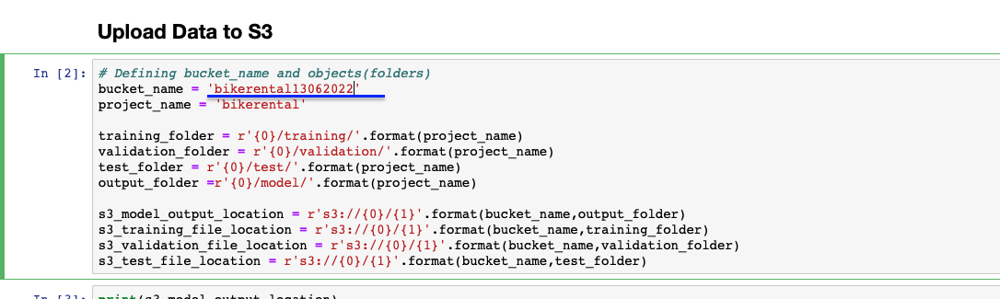 Upload Data to S3
In [2]:
# Defining bucket_name and objects(folders)
bucket_name = 'bikerental13062022'
project_name = 'bikerental'
training_folder = r'{0}/training/'.format(project_name)
validation_folder = r'{0}/validation/'.format(project_name)
test_folder = r'{0}/test/'.format(project_name)
output_folder =r'{0}/model/'.format(project_name)
s3_model_output_location = r's3://{0}/{1}'.format(bucket_name,output_folder)
s3_training_file_location = r's3://{0}/{1}'.format(bucket_name,training_folder)
s3_validation_file_location = r's3://{0}/{1}'.format(bucket_name,validation_folder)
s3_test_file_location = r's3://{0}/{1}'.format(bucket_name,test_folder)
In [3]:
print(s3_model_output_location)